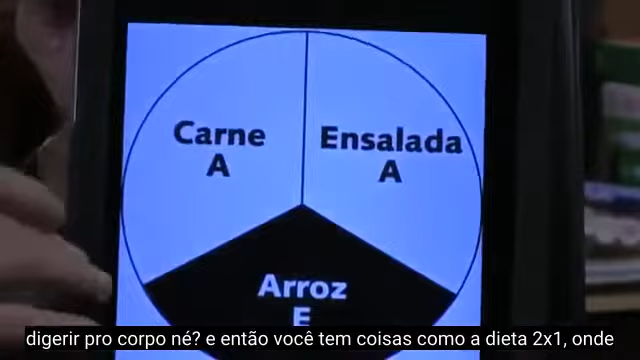 Carne
A
Ensalada
A
Arroz
E
digerir pro corpo né? e então você tem coisas como a dieta 2x1, onde